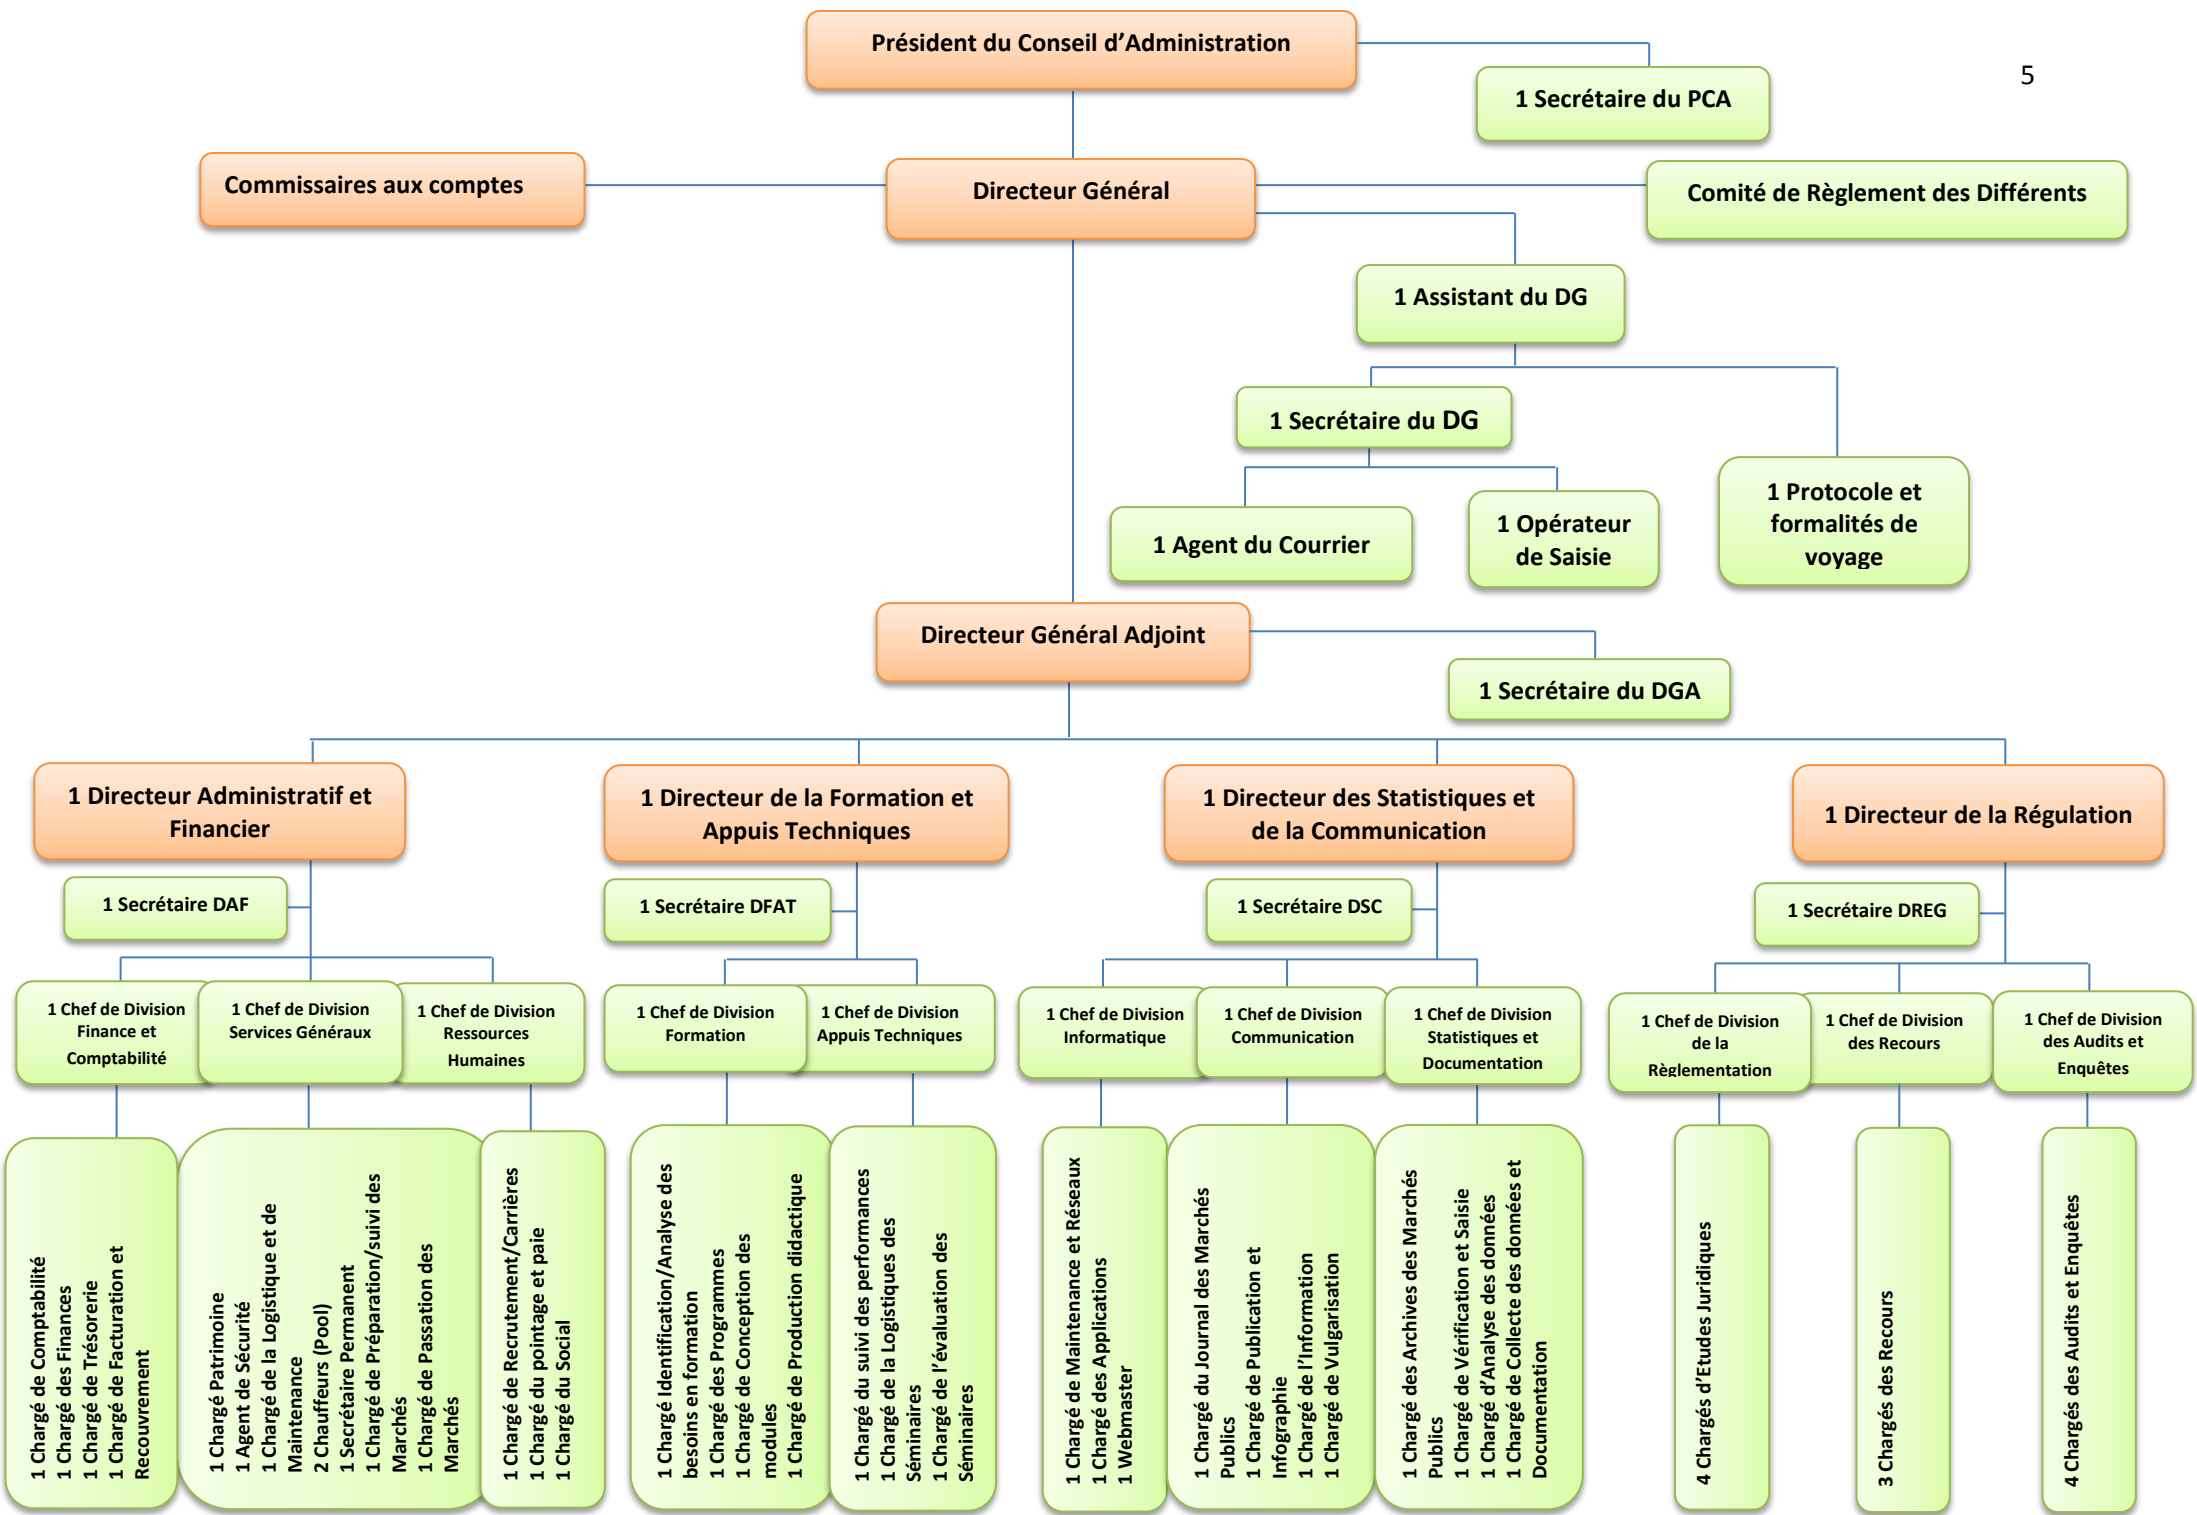 Président du Conseil d'Administration
5
1 Secrétaire du PCA
Commissaires aux comptes
Directeur Général
Comité de Règlement des Différents
1 Assistant du DG
1 Secrétaire du DG
1 Agent du Courrier
1 Opérateur
de Saisie
1 Protocole et
formalités de
voyage
Directeur Général Adjoint
1 Secrétaire du DGA
1 Directeur Administratif et
Financier
1 Directeur de la Formation et
Appuis Techniques
1 Directeur des Statistiques et
de la Communication
1 Directeur de la Régulation
1 Secrétaire DAF
1 Secrétaire DFAT
1 Secrétaire DSC
1 Secrétaire DREG
1 Chef de Division
Finance et
Comptabilité
1 Chef de Division
Services Généraux
1 Chef de Division
Ressources
Humaines
1 Chef de Division
Formation
1 Chef de Division
Appuis Techniques
1 Chef de Division
Informatique
1 Chef de Division
Communication
1 Chef de Division
Statistiques et
Documentation
1 Chef de Division
de la
Règlementation
1 Chef de Division
des Recours
1 Chef de Division
des Audits et
Enquêtes
1 Chargé de Comptabilité
1 Chargé des Finances
1 Chargé de Trésorerie
1 Chargé de Facturation et
Recouvrement
1 Chargé Patrimoine
1 Agent de Sécurité
1 Chargé de la Logistique et de
Maintenance
2 Chauffeurs (Pool)
1 Secrétaire Permanent
1 Chargé de Préparation/suivi des
Marchés
1 Chargé de Passation des
Marchés
1 Chargé de Recrutement/Carrières
1 Chargé du pointage et paie
1 Chargé du Social
1 Chargé Identification/Analyse des
besoins en formation
1 Chargé des Programmes
1 Chargé de Conception des
modules
1 Chargé de Production didactique
1 Chargé du suivi des performances
1 Chargé de la Logistiques des
Séminaires
1 Chargé de l'évaluation des
Séminaires
1 Chargé de Maintenance et Réseaux
1 Chargé des Applications
1 Webmaster
1 Chargé du Journal des Marchés
Publics
1 Chargé de Publication et
Infographie
1 Chargé de l'Information
1 Chargé de Vulgarisation
1 Chargé des Archives des Marchés
Publics
1 Chargé de Vérification et Saisie
1 Chargé d'Analyse des données
1 Chargé de Collecte des données et
Documentation
4 Chargés d'Etudes Juridiques
3 Chargés des Recours
4 Chargés des Audits et Enquêtes